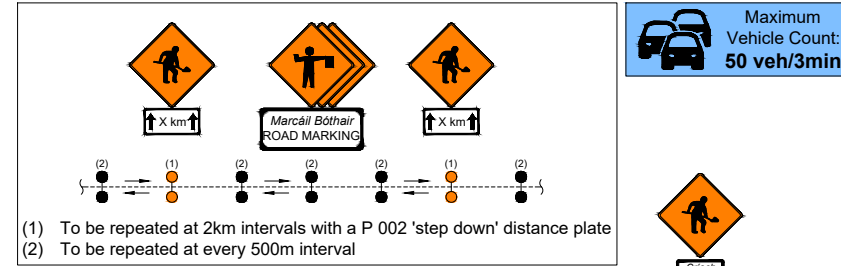 X km
Marcáil Bóthair
ROAD MARKING
X km
(2) (1) (2) (2) (2) (1) (2)
(1) To be repeated at 2km intervals with a P 002 'step down' distance plate
(2) To be repeated at every 500m interval
Maximum
Vehicle Count:
50 veh/3min